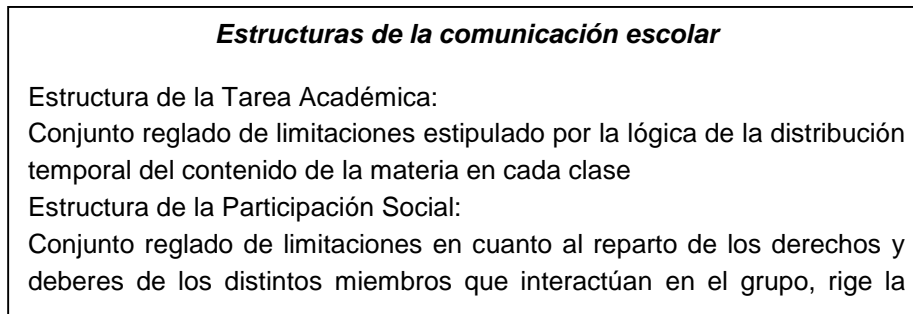 Estructuras de la comunicación escolar
Estructura de la Tarea Académica:
Conjunto reglado de limitaciones estipulado por la lógica de la distribución
temporal del contenido de la materia en cada clase
Estructura de la Participación Social:
Conjunto reglado de limitaciones en cuanto al reparto de los derechos y
deberes de los distintos miembros que interactúan en el grupo, rige la